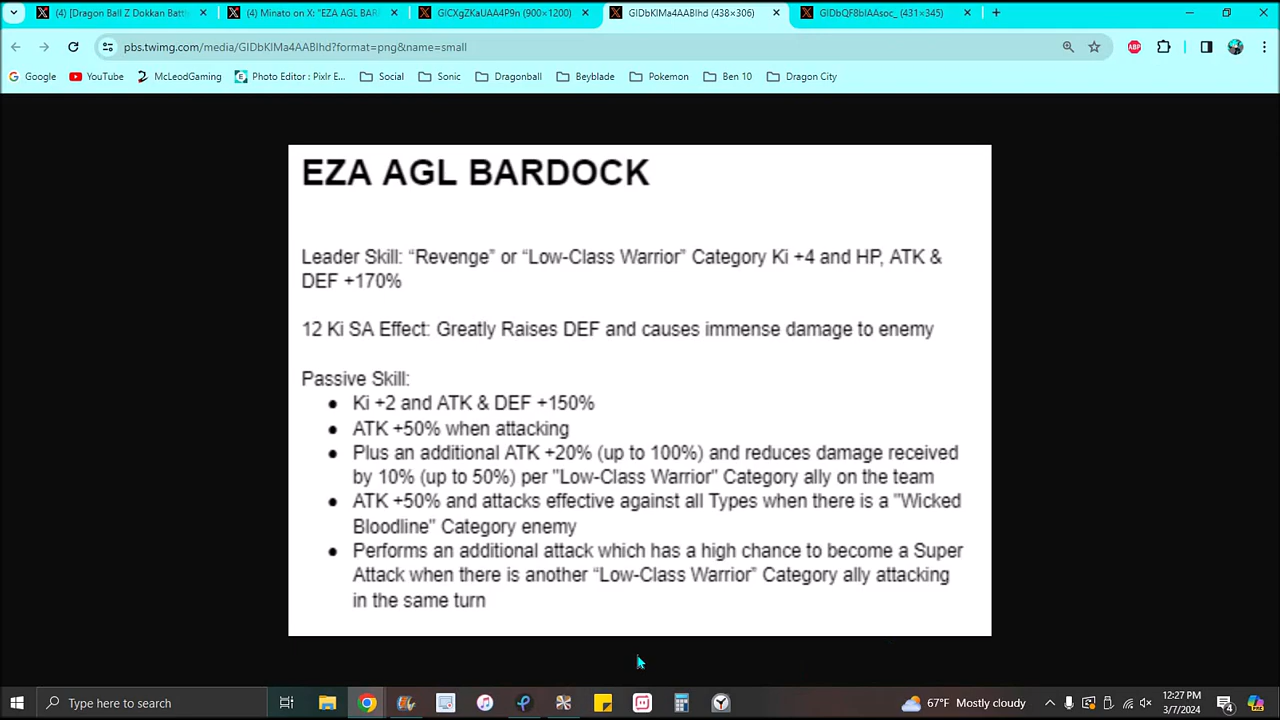 (4) [Dragon Ball Z Dokkan Battl
(4) Minato on X: "EZA AGL BAR
GICXgZKaUAA4P9n (900×1200)
GIDbKIMa4AABlhd (438×306)
GIDbQF8bIAAsoc_ (431×345)
pbs.twimg.com/media/GIDbKIMa4AABlhd?format=png&name=small
ABP
Google
YouTube
McLeodGaming
Photo Editor : Pixlr E...
Social
Sonic
Dragonball
Beyblade
Pokemon
Ben 10
Dragon City
EZA AGL BARDOCK
Leader Skill: “Revenge” or “Low-Class Warrior” Category Ki +4 and HP, ATK &
DEF +170%
12 Ki SA Effect: Greatly Raises DEF and causes immense damage to enemy
Passive Skill:
● Ki +2 and ATK & DEF +150%
● ATK +50% when attacking
● Plus an additional ATK +20% (up to 100%) and reduces damage received
by 10% (up to 50%) per "Low-Class Warrior" Category ally on the team
● ATK +50% and attacks effective against all Types when there is a "Wicked
Bloodline" Category enemy
● Performs an additional attack which has a high chance to become a Super
Attack when there is another “Low-Class Warrior” Category ally attacking
in the same turn
Type here to search
67°F Mostly cloudy
12:27 PM
3/7/2024
4